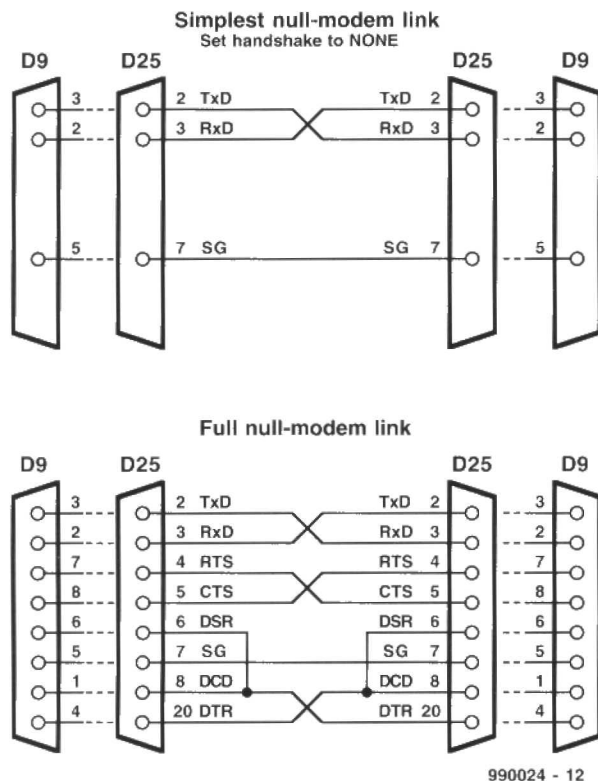 Simplest null-modem link
Set handshake to NONE
D9 D25 D25 D9
3 2 TxD TxD 2 3
2 3 RxD RxD 3 2
5 7 SG SG 7 5
Full null-modem link
D9 D25 D25 D9
3 2 TxD TxD 2 3
2 3 RxD RxD 3 2
7 4 RTS RTS 4 7
8 5 CTS CTS 5 8
6 6 DSR DSR 6 6
5 7 SG SG 7 5
1 8 DCD DCD 8 1
4 20 DTR DTR 20 4
990024 - 12